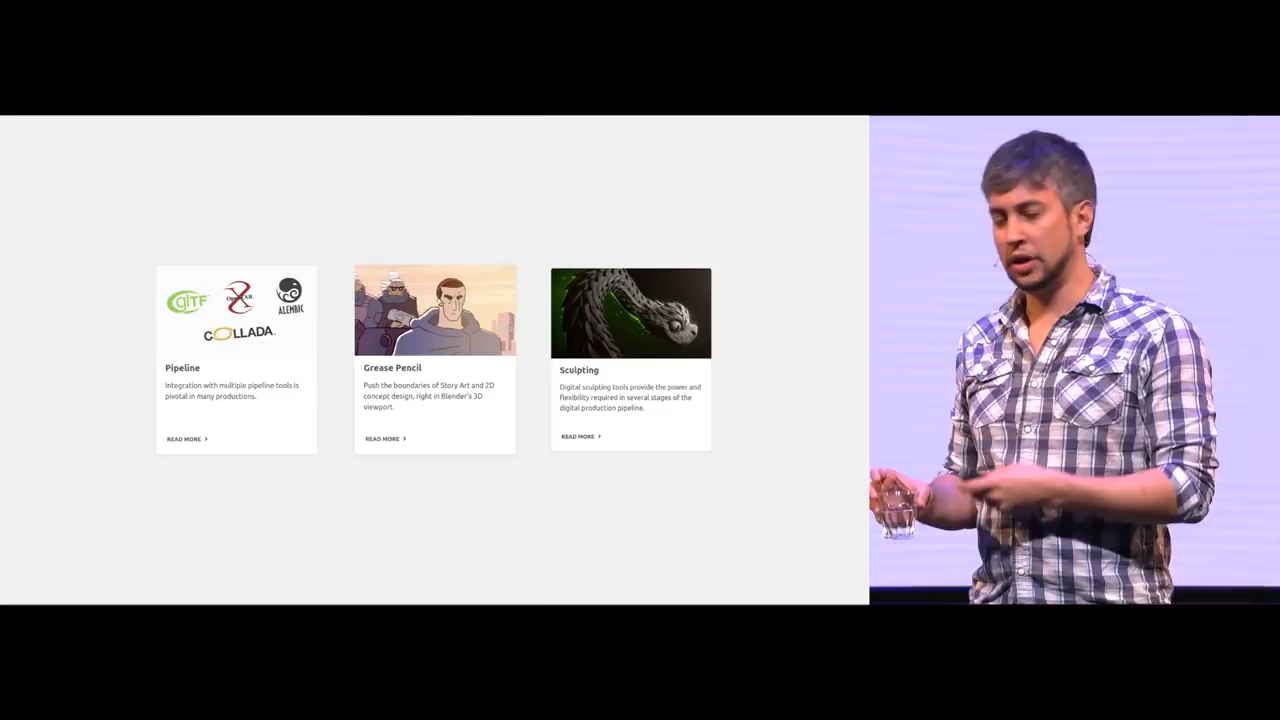 glTF
OpenEXR
ALEMBIC
COLLADA
Pipeline
Integration with multiple pipeline tools is
pivotal in many productions.
READ MORE >
Grease Pencil
Push the boundaries of Story Art and 2D
concept design, right in Blender's 3D
viewport.
READ MORE >
Sculpting
Digital sculpting tools provide the power and
flexibility required in several stages of the
digital production pipeline.
READ MORE >